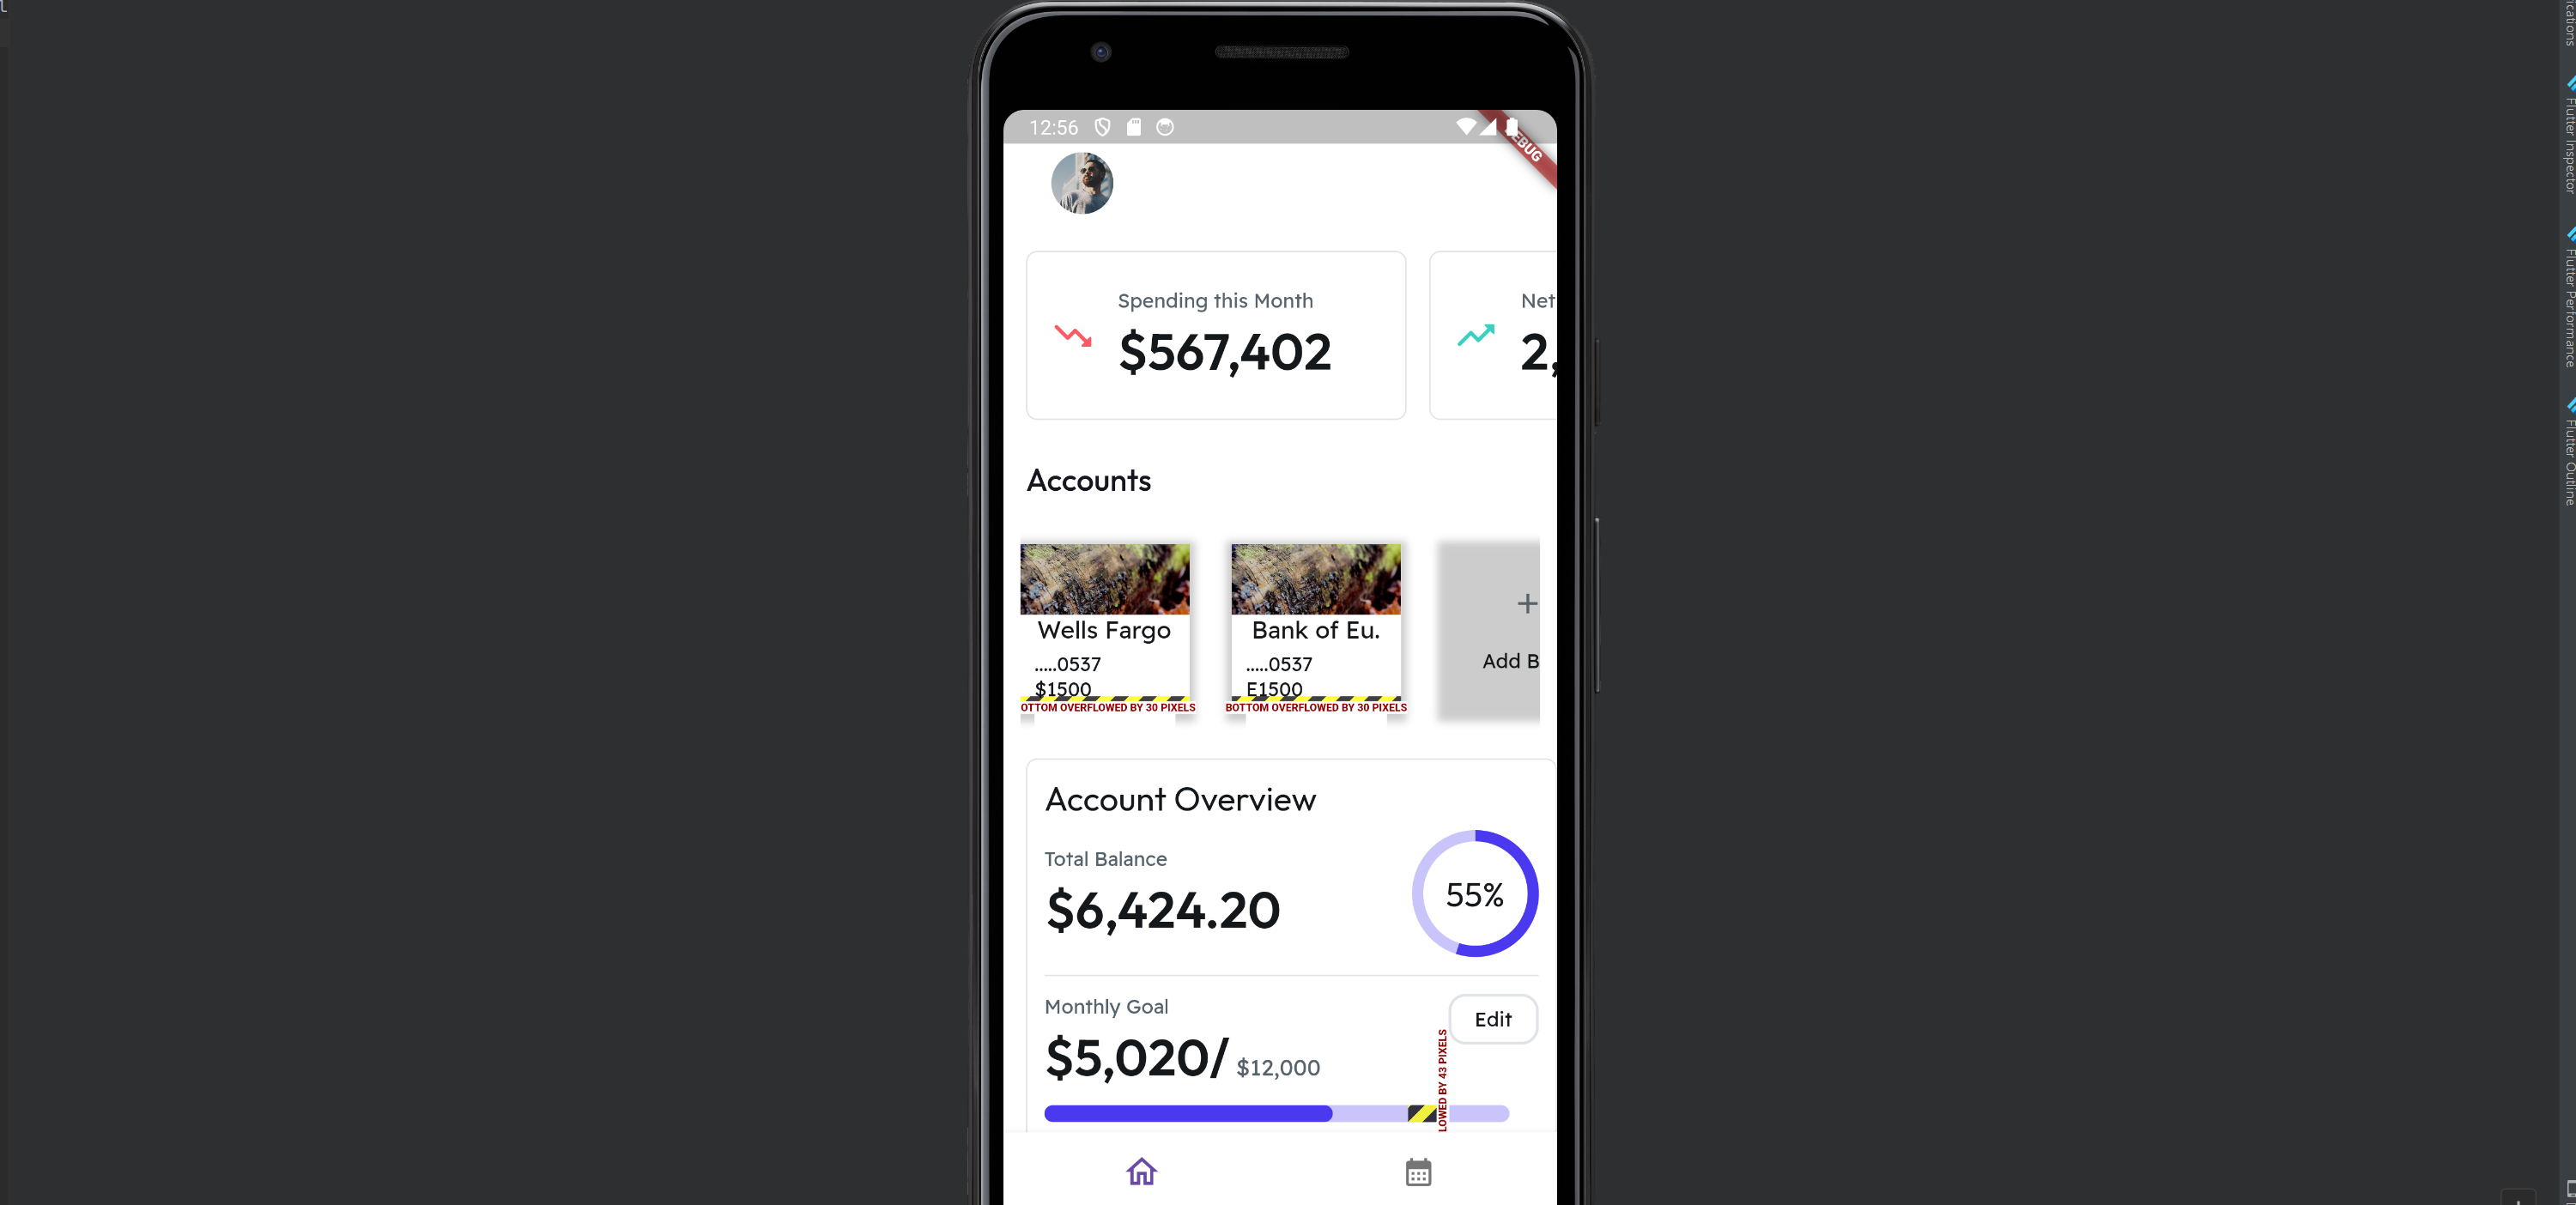 12:56
EBUG
Spending this Month
$567,402
Net
2,
Accounts
Wells Fargo
.....0537
$1500
OTTOM OVERFLOWED BY 30 PIXELS
Bank of Eu.
.....0537
E1500
BOTTOM OVERFLOWED BY 30 PIXELS
Add B
Account Overview
Total Balance
$6,424.20
55%
Monthly Goal
Edit
$5,020/ $12,000
LOWED BY 43 PIXELS
ications
Flutter Inspector
Flutter Performance
Flutter Outline